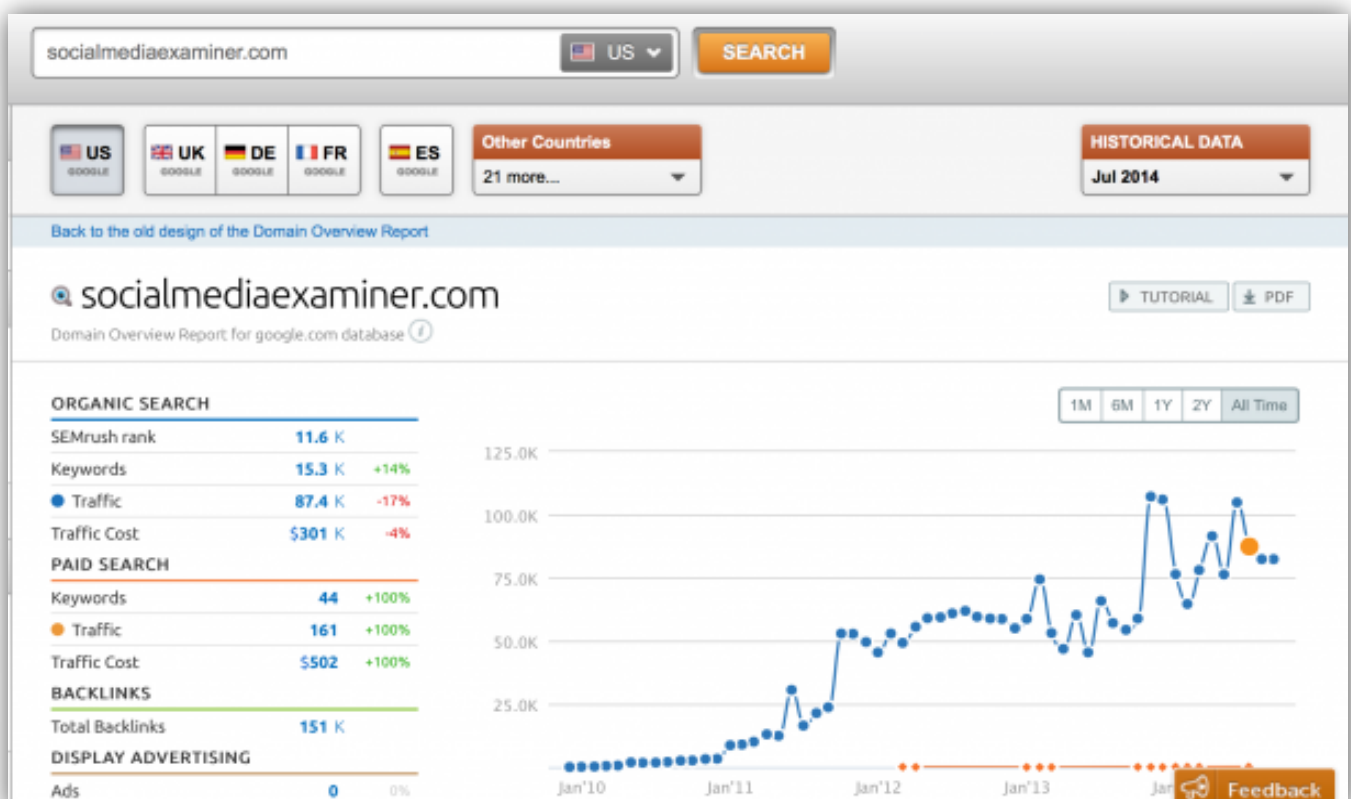 socialmediaexaminer.com US SEARCH
US UK DE FR ES Other Countries HISTORICAL DATA
GOOGLE GOOGLE GOOGLE GOOGLE GOOGLE 21 more... Jul 2014
Back to the old design of the Domain Overview Report
socialmediaexaminer.com TUTORIAL PDF
Domain Overview Report for google.com database i
ORGANIC SEARCH
SEMrush rank 11.6 K
Keywords 15.3 K +14%
Traffic 87.4 K -17%
Traffic Cost $301 K -4%
PAID SEARCH
Keywords 44 +100%
Traffic 161 +100%
Traffic Cost $502 +100%
BACKLINKS
Total Backlinks 151 K
DISPLAY ADVERTISING
Ads 0 0%
1M 6M 1Y 2Y All Time
125.0K
100.0K
75.0K
50.0K
25.0K
Jan'10 Jan'11 Jan'12 Jan'13 Jan
Feedback